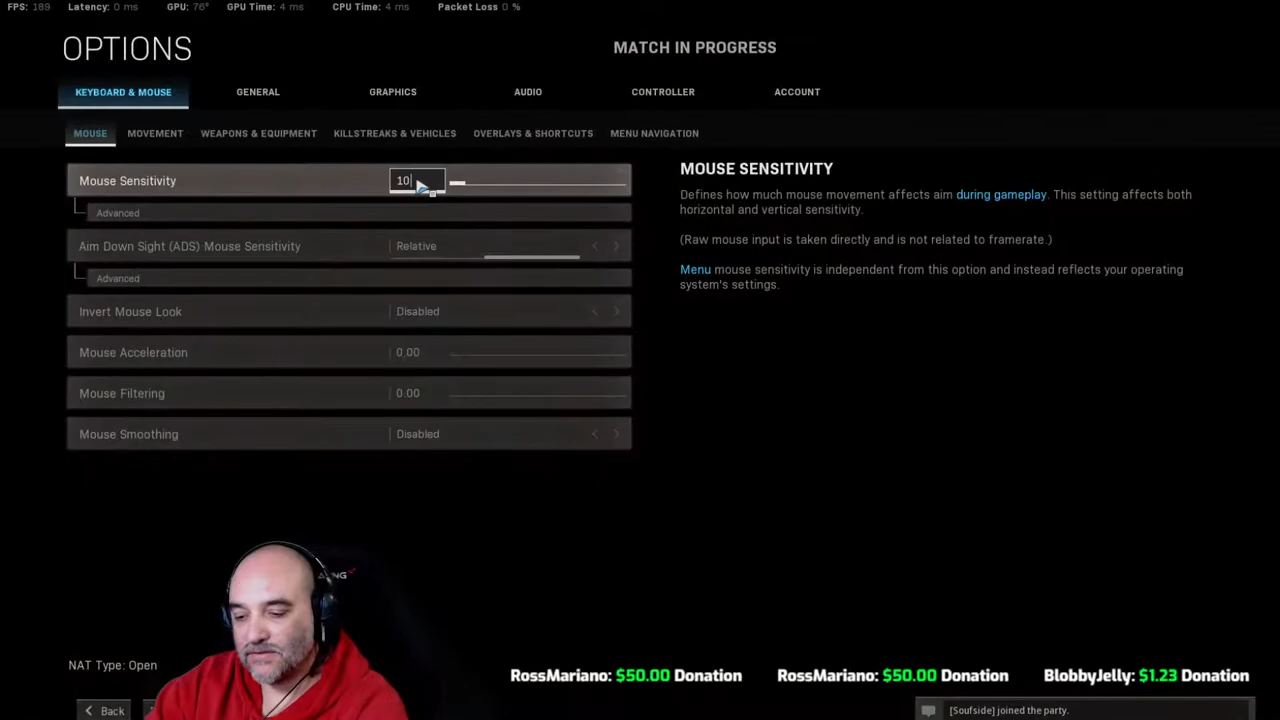 FPS: 189 Latency: 0 ms GPU: 76° GPU Time: 4 ms CPU Time: 4 ms Packet Loss 0 %
OPTIONS
MATCH IN PROGRESS
KEYBOARD & MOUSE GENERAL GRAPHICS AUDIO CONTROLLER ACCOUNT
MOUSE MOVEMENT WEAPONS & EQUIPMENT KILLSTREAKS & VEHICLES OVERLAYS & SHORTCUTS MENU NAVIGATION
Mouse Sensitivity 10
Advanced
Aim Down Sight (ADS) Mouse Sensitivity Relative
Advanced
Invert Mouse Look Disabled
Mouse Acceleration 0.00
Mouse Filtering 0.00
Mouse Smoothing Disabled
MOUSE SENSITIVITY
Defines how much mouse movement affects aim during gameplay. This setting affects both
horizontal and vertical sensitivity.
(Raw mouse input is taken directly and is not related to framerate.)
Menu mouse sensitivity is independent from this option and instead reflects your operating
system's settings.
NAT Type: Open
RossMariano: $50.00 Donation RossMariano: $50.00 Donation BlobbyJelly: $1.23 Donation
Back
[Soufside] joined the party.